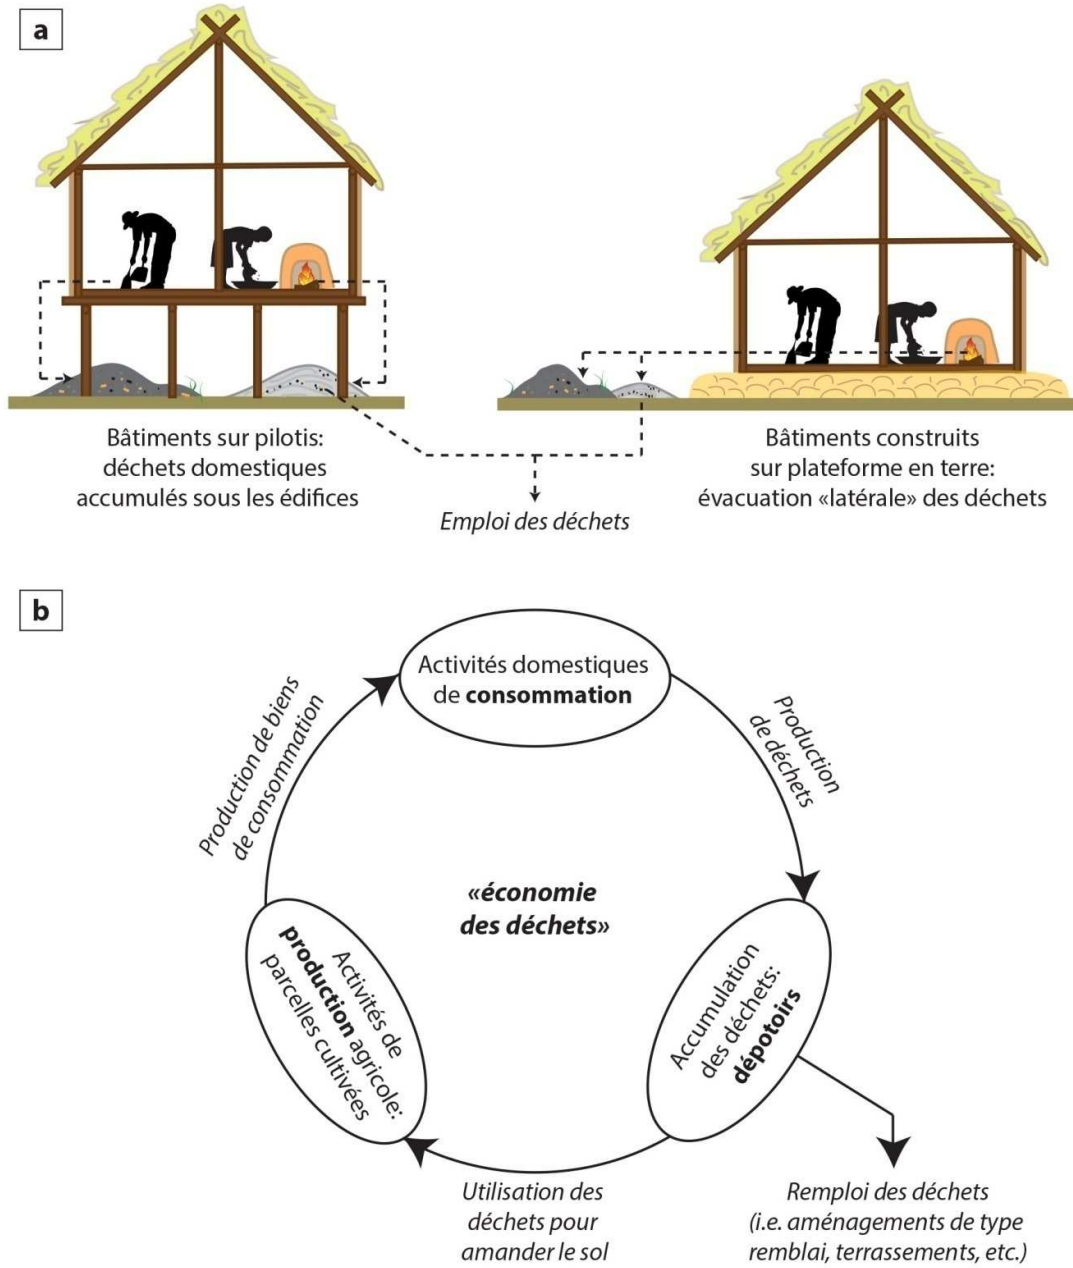 a
Bâtiments sur pilotis:
déchets domestiques
accumulés sous les édifices
Bâtiments construits
sur plateforme en terre:
évacuation «latérale» des déchets
Emploi des déchets
b
Activités domestiques
de consommation
Production de biens
de consommation
Production
de déchets
«économie
des déchets»
Activités de
production agricole:
parcelles cultivées
Accumulation
des déchets:
dépotoirs
Utilisation des
déchets pour
amander le sol
Remploi des déchets
(i.e. aménagements de type
remblai, terrassements, etc.)